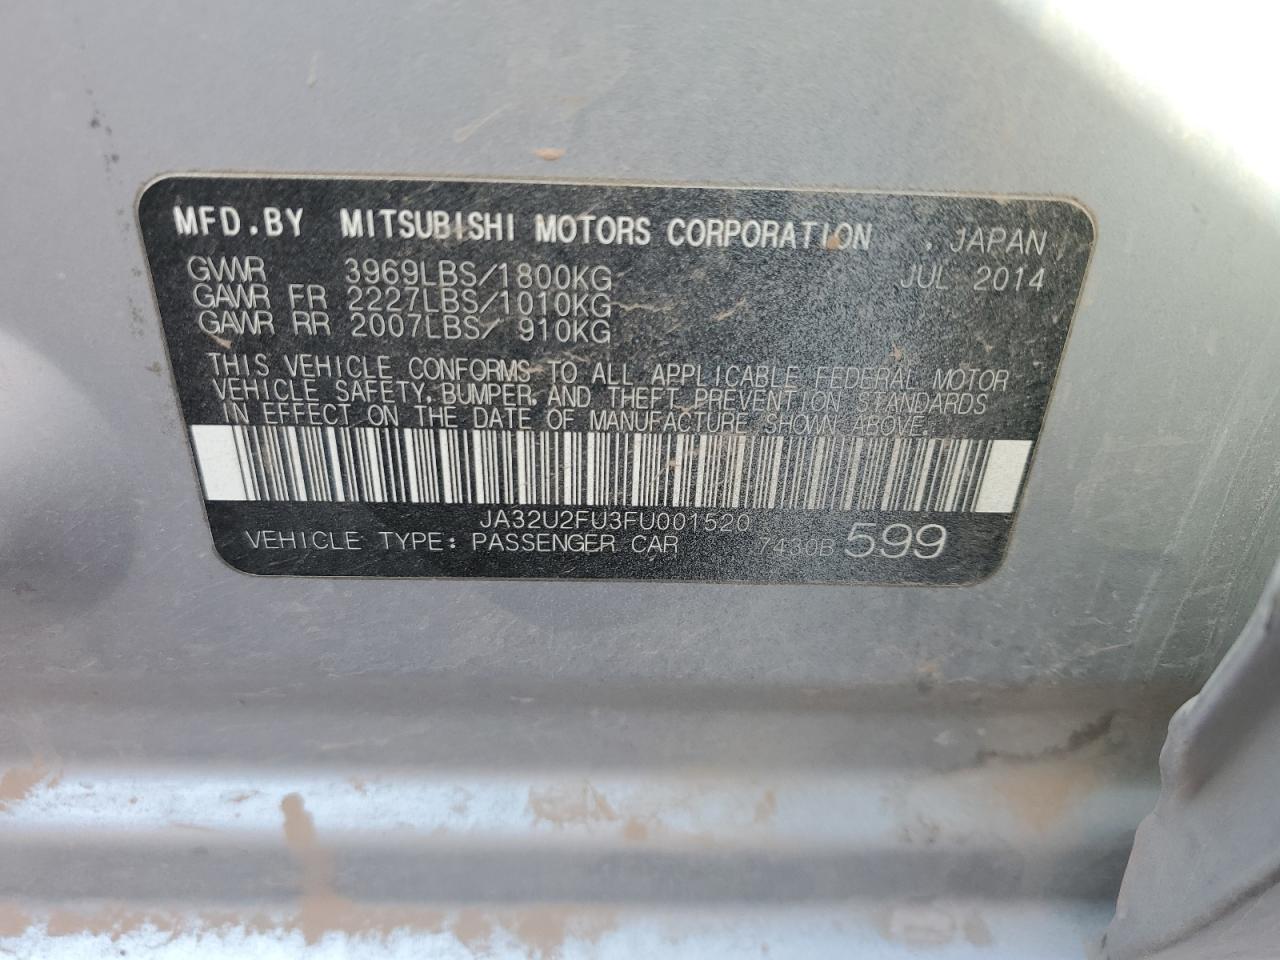 MFD.BY MITSUBISHI MOTORS CORPORATION . JAPAN
GVWR 3969LBS/1800KG JUL 2014
GAWR FR 2227LBS/1010KG
GAWR RR 2007LBS/ 910KG
THIS VEHICLE CONFORMS TO ALL APPLICABLE FEDERAL MOTOR
VEHICLE SAFETY, BUMPER, AND THEFT PREVENTION STANDARDS
IN EFFECT ON THE DATE OF MANUFACTURE SHOWN ABOVE.
JA32U2FU3FU001520
VEHICLE TYPE: PASSENGER CAR 7430B 599